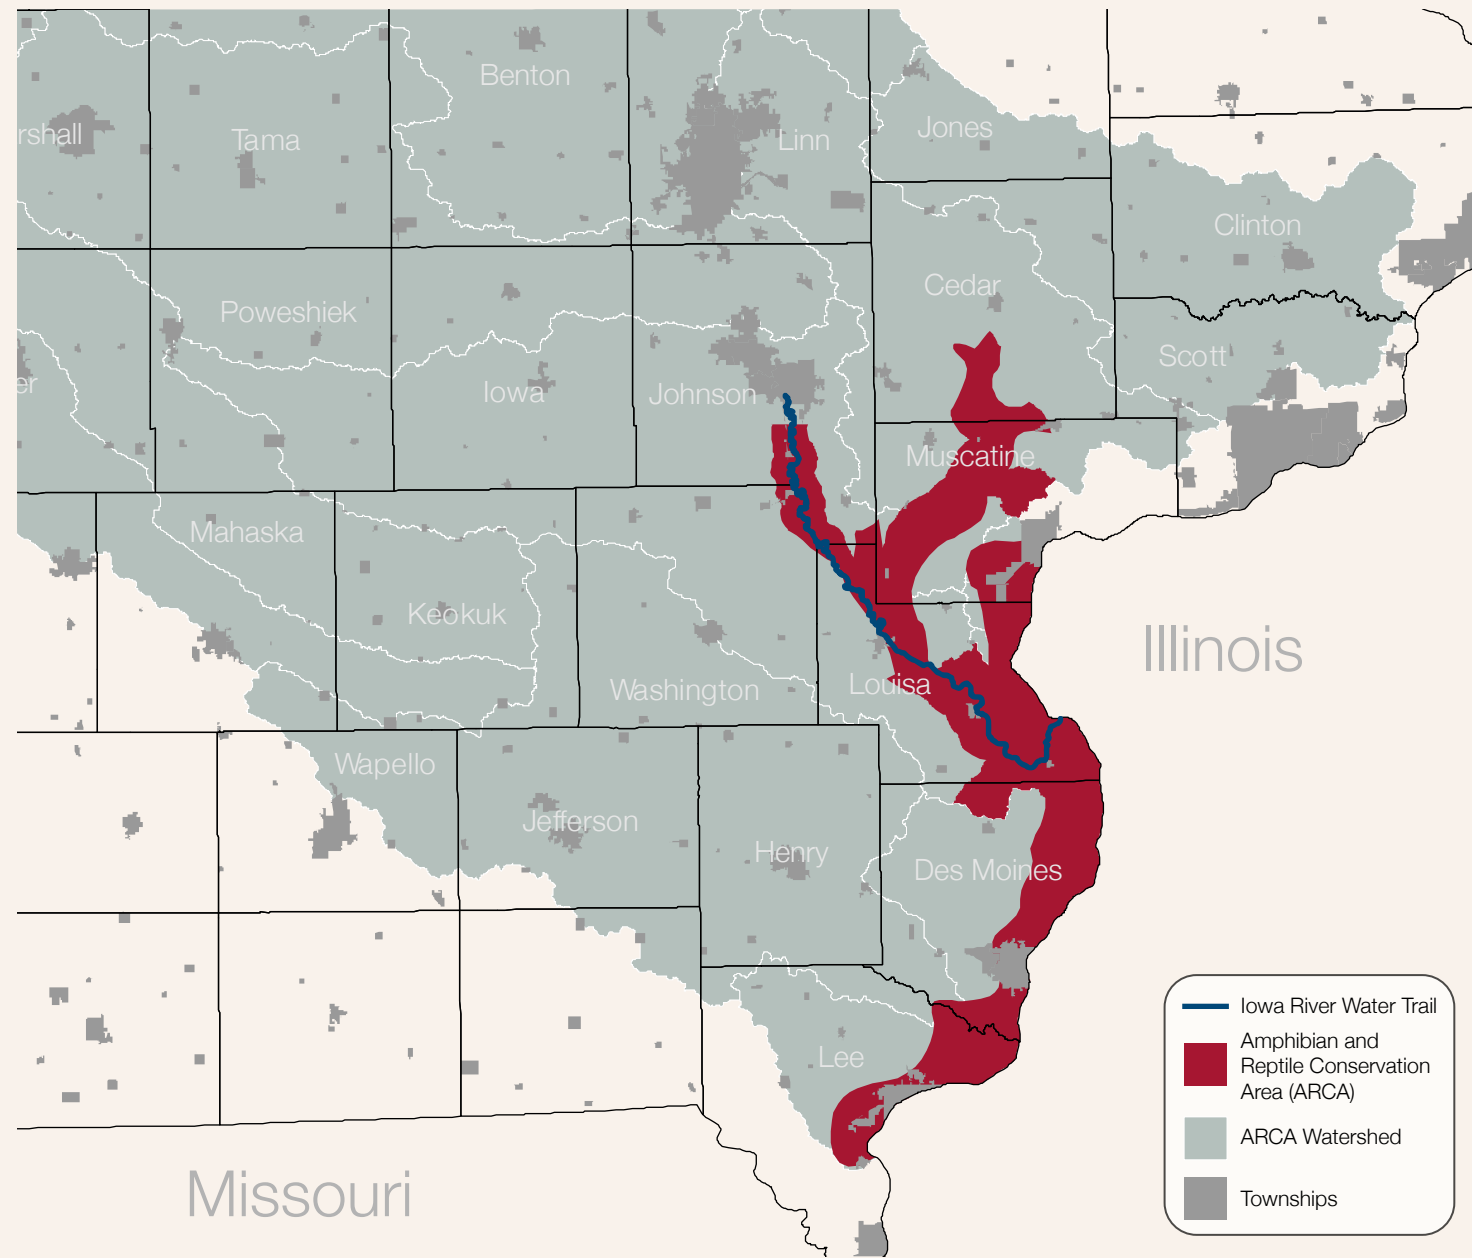 Benton
rshall
Tama
Linn
Jones
Clinton
Cedar
Poweshiek
Scott
er
Iowa
Johnson
Muscatine
Mahaska
Keokuk
Illinois
Washington
Louisa
Wapello
Jefferson
Henry
Des Moines
Lee
Missouri
Iowa River Water Trail
Amphibian and
Reptile Conservation
Area (ARCA)
ARCA Watershed
Townships